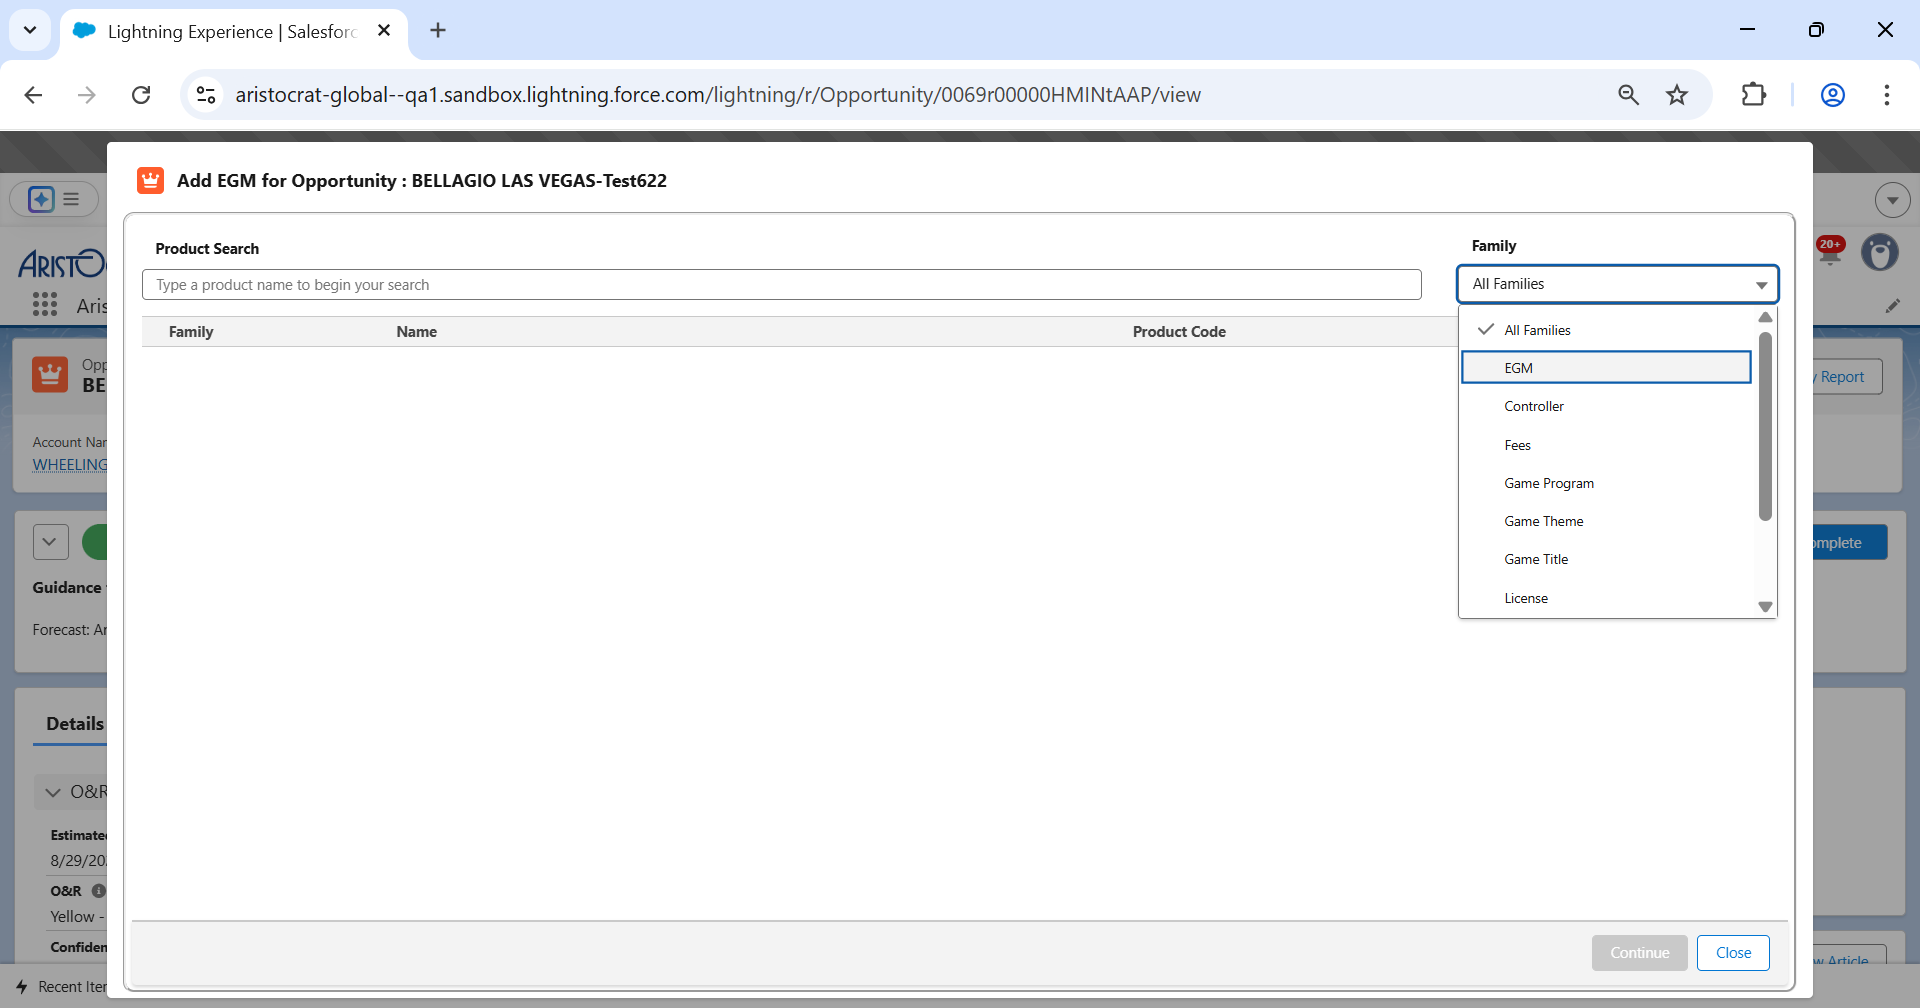 Lightning Experience | Salesforc
aristocrat-global--qa1.sandbox.lightning.force.com/lightning/r/Opportunity/0069r00000HMINtAAP/view
Add EGM for Opportunity : BELLAGIO LAS VEGAS-Test622
Product Search
Family
Type a product name to begin your search
All Families
Family Name Product Code
All Families
EGM
Controller
Fees
Game Program
Game Theme
Game Title
License
20+
ARISTO
Aris
Opp
BE
y Report
Account Nar
WHEELING
omplete
Guidance
Forecast: Ar
Details
O&R
Estimate
8/29/20
O&R
Yellow -
Confiden
Continue
Close
w Article
Recent Iter